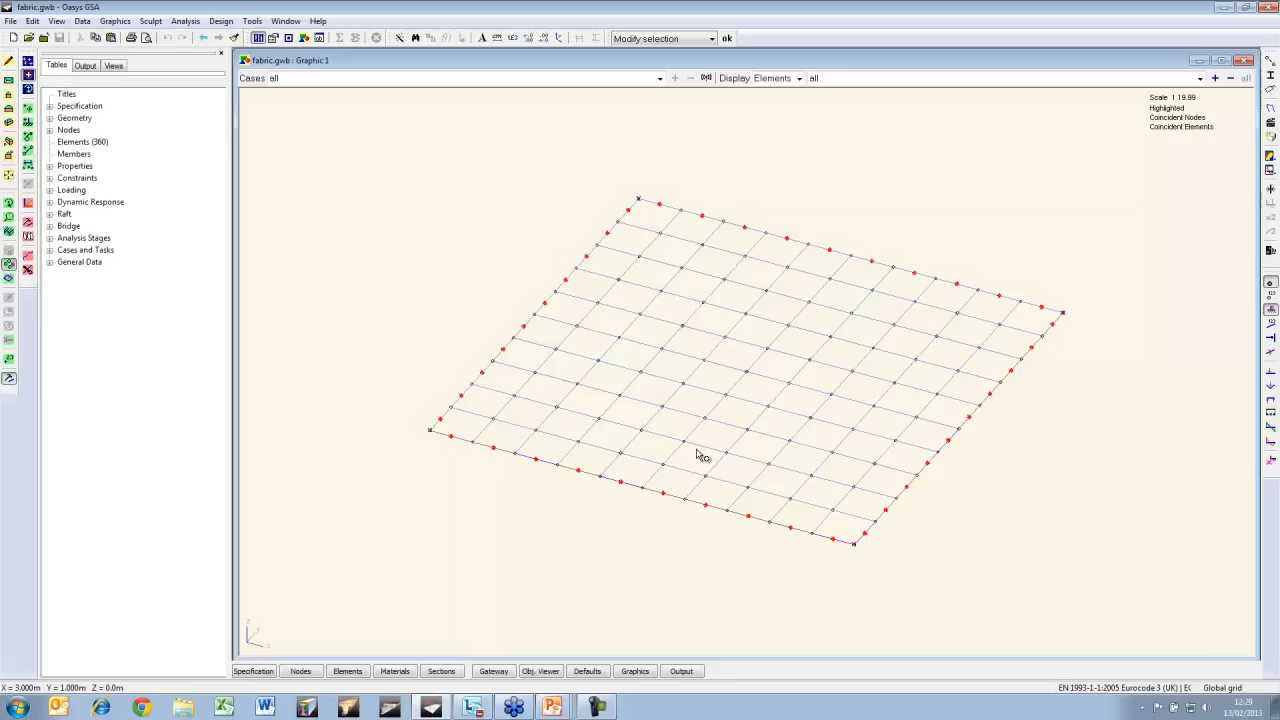 fabric.gwb - Oasys GSA
File Edit View Data Graphics Sculpt Analysis Design Tools Window Help
Modify selection ok
Tables Output Views
fabric.gwb : Graphic 1
Cases all Display Elements all all
Titles
Specification
Geometry
Nodes
Elements (360)
Members
Properties
Constraints
Loading
Dynamic Response
Raft
Bridge
Analysis Stages
Cases and Tasks
General Data
Scale 1 19.99
Highlighted
Coincident Nodes
Coincident Elements
z
y
x
Specification Nodes Elements Materials Sections Gateway Obj. Viewer Defaults Graphics Output
X = 3.000m Y = 1.000m Z = 0.0m
EN 1993-1-1:2005 Eurocode 3 (UK) Global grid
12:29
13/02/2013